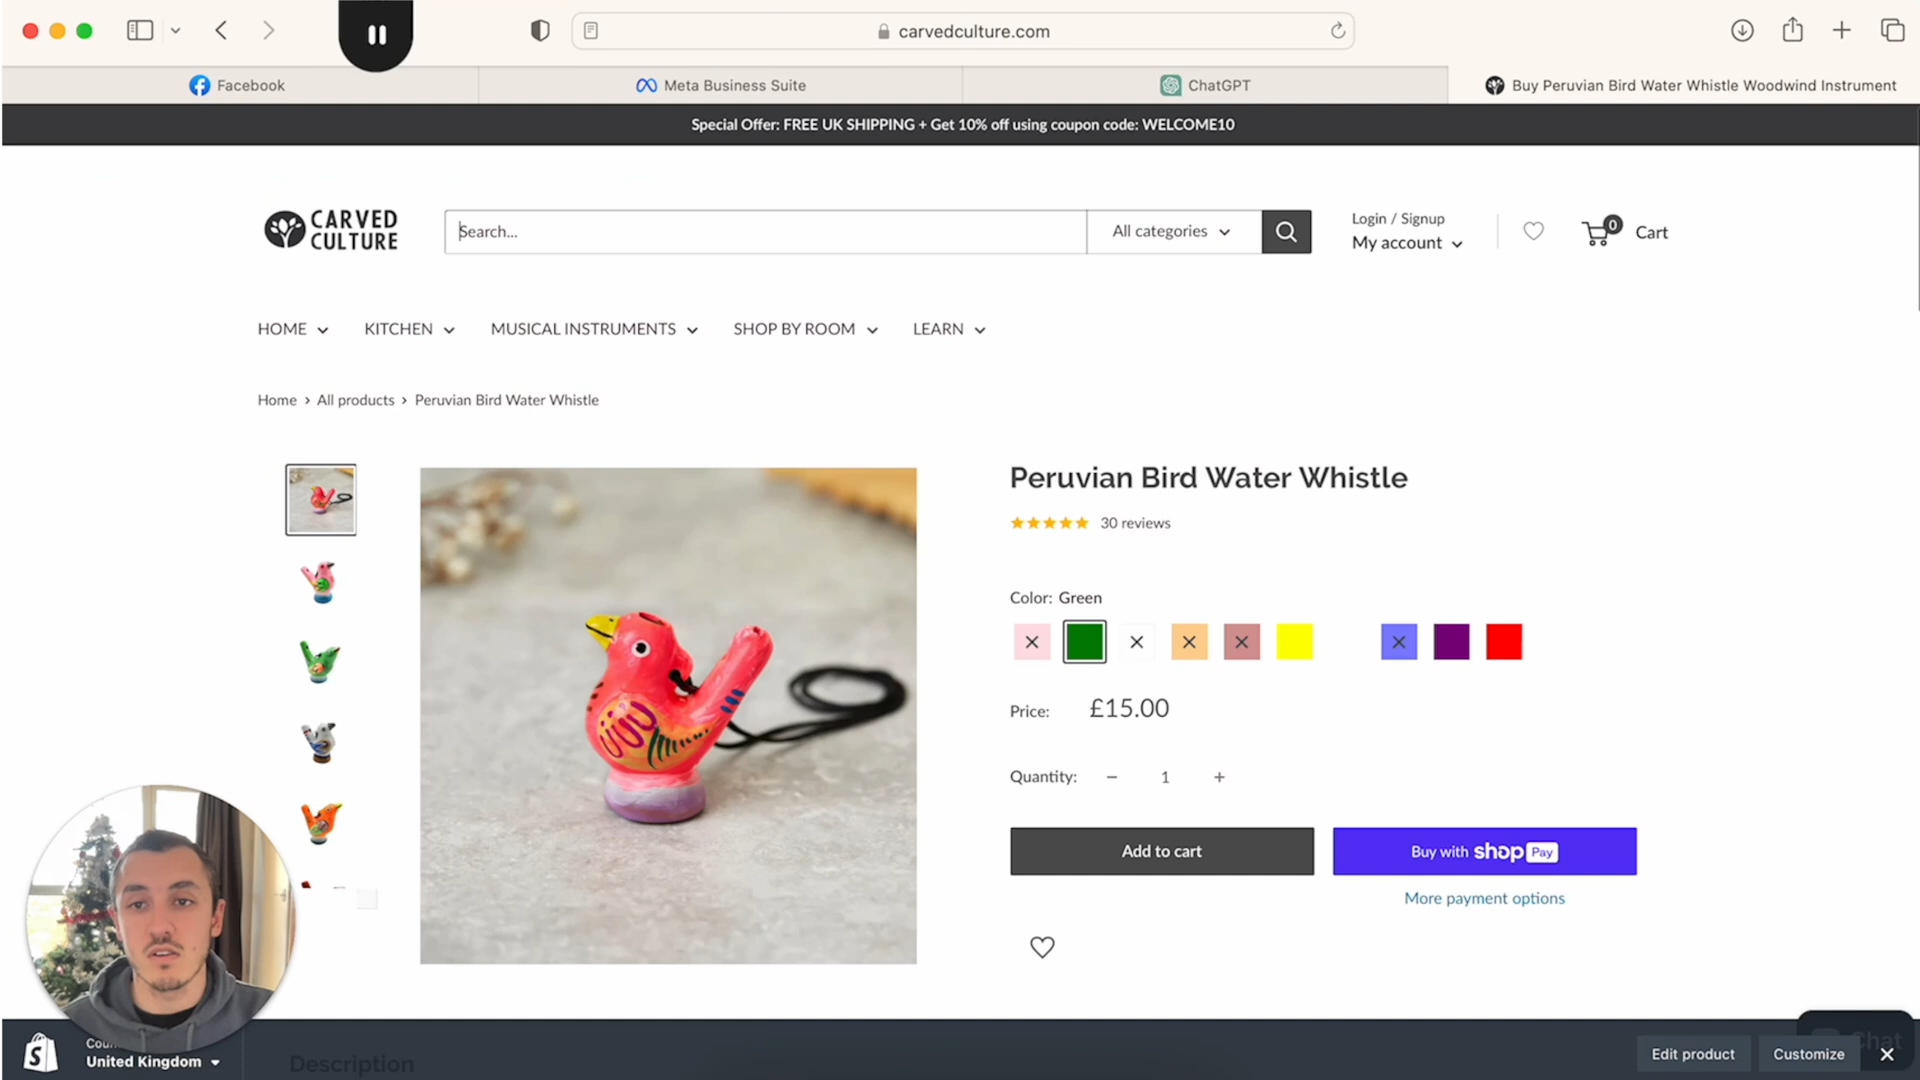 carvedculture.com
Facebook
Meta Business Suite
ChatGPT
Buy Peruvian Bird Water Whistle Woodwind Instrument
Special Offer: FREE UK SHIPPING + Get 10% off using coupon code: WELCOME10
CARVED
CULTURE
Search...
All categories
Login / Signup
My account
0
Cart
HOME
KITCHEN
MUSICAL INSTRUMENTS
SHOP BY ROOM
LEARN
Home › All products › Peruvian Bird Water Whistle
Peruvian Bird Water Whistle
30 reviews
Color: Green
Price: £15.00
Quantity: − 1 +
Add to cart
Buy with shop Pay
More payment options
Description
United Kingdom
Edit product
Customize